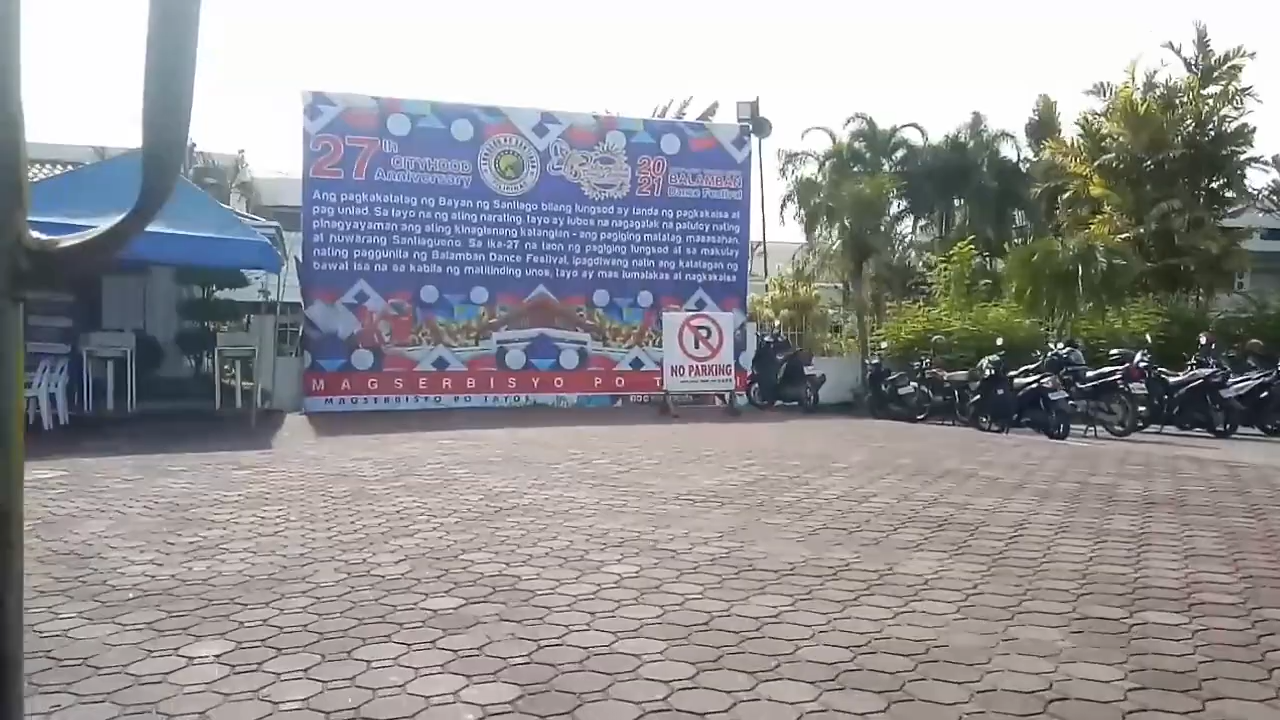 27th
CITYHOOD
Anniversary
2021
BALAMBAN
Dance Festival
Ang pagkakatatag ng Bayan ng Santiago bilang lungsod ay tanda ng pagkakaisa at
pag unlad. Sa layo na ng ating narating, tayo ay lubos na nagagalak na patuloy nating
pinagyayaman ang ating kinagisnang katangian - ang pagiging matatag, maaasahan,
at huwarang Santiagueno. Sa ika-27 na taon ng pagiging lungsod at sa makulay
nating paggunita ng Balamban Dance Festival, ipagdiwang natin ang katatagan ng
bawat isa na sa kabila ng matitinding unos, tayo ay mas lumalakas at nagkakaisa
P
NO PARKING
MAGSERBISYO PO T
MAGSERBISYO PO TAYO